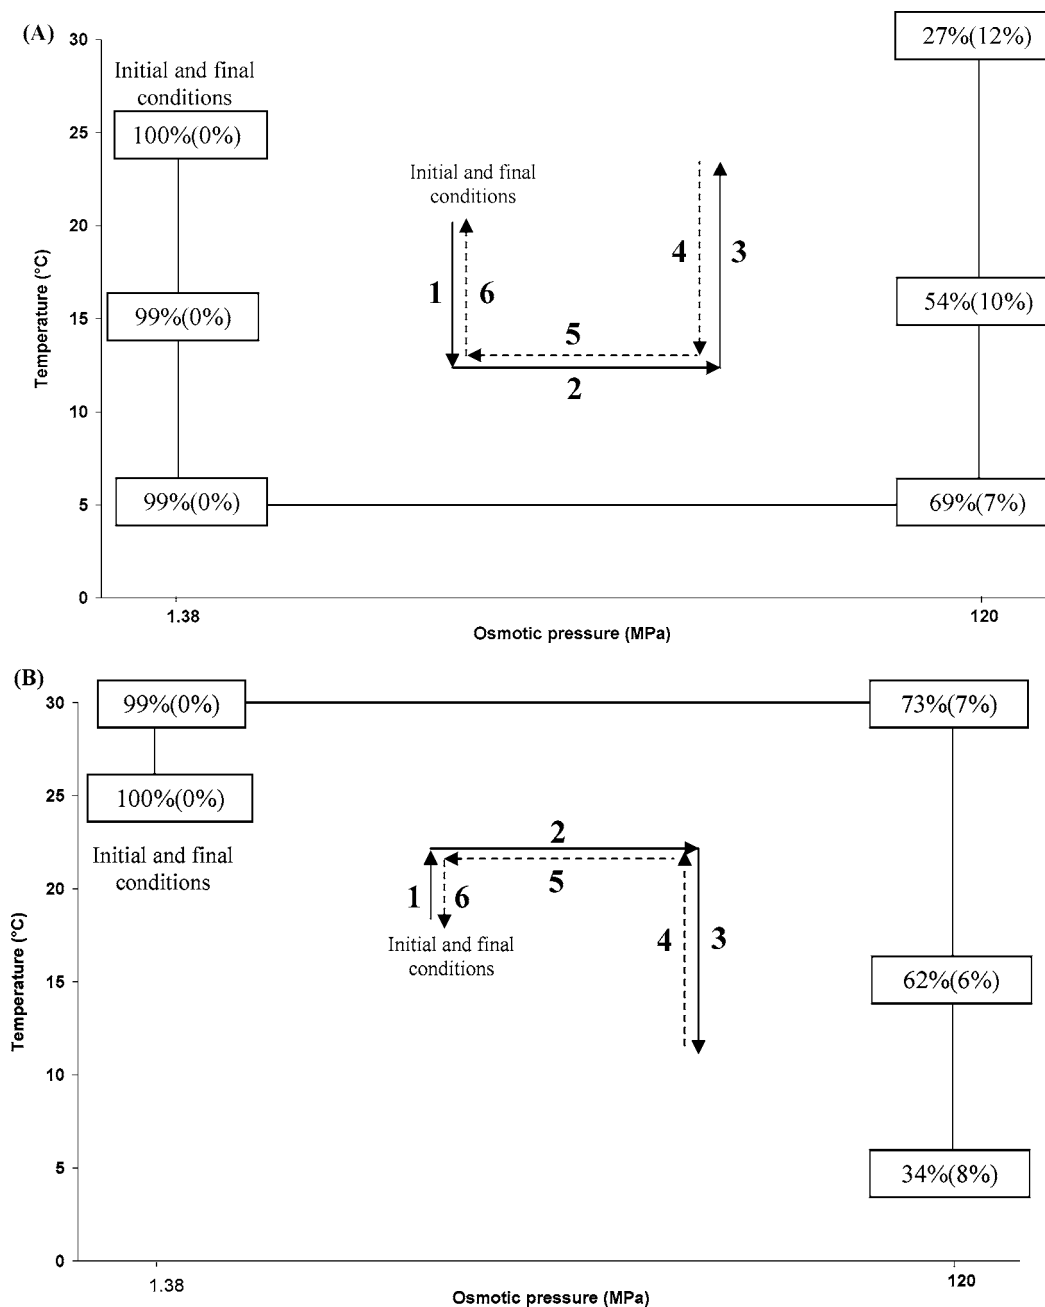 (A)
30
27%(12%)
Initial and final
conditions
25
100%(0%)
Initial and final
conditions
20
4
3
1
6
15
99%(0%)
54%(10%)
5
2
10
5
99%(0%)
69%(7%)
0
1.38
120
Temperature (°C)
Osmotic pressure (MPa)
(B)
30
99%(0%)
73%(7%)
25
100%(0%)
Initial and final
conditions
2
5
20
1
6
4
3
Initial and final
conditions
15
62%(6%)
10
5
34%(8%)
0
1.38
120
Temperature (°C)
Osmotic pressure (MPa)